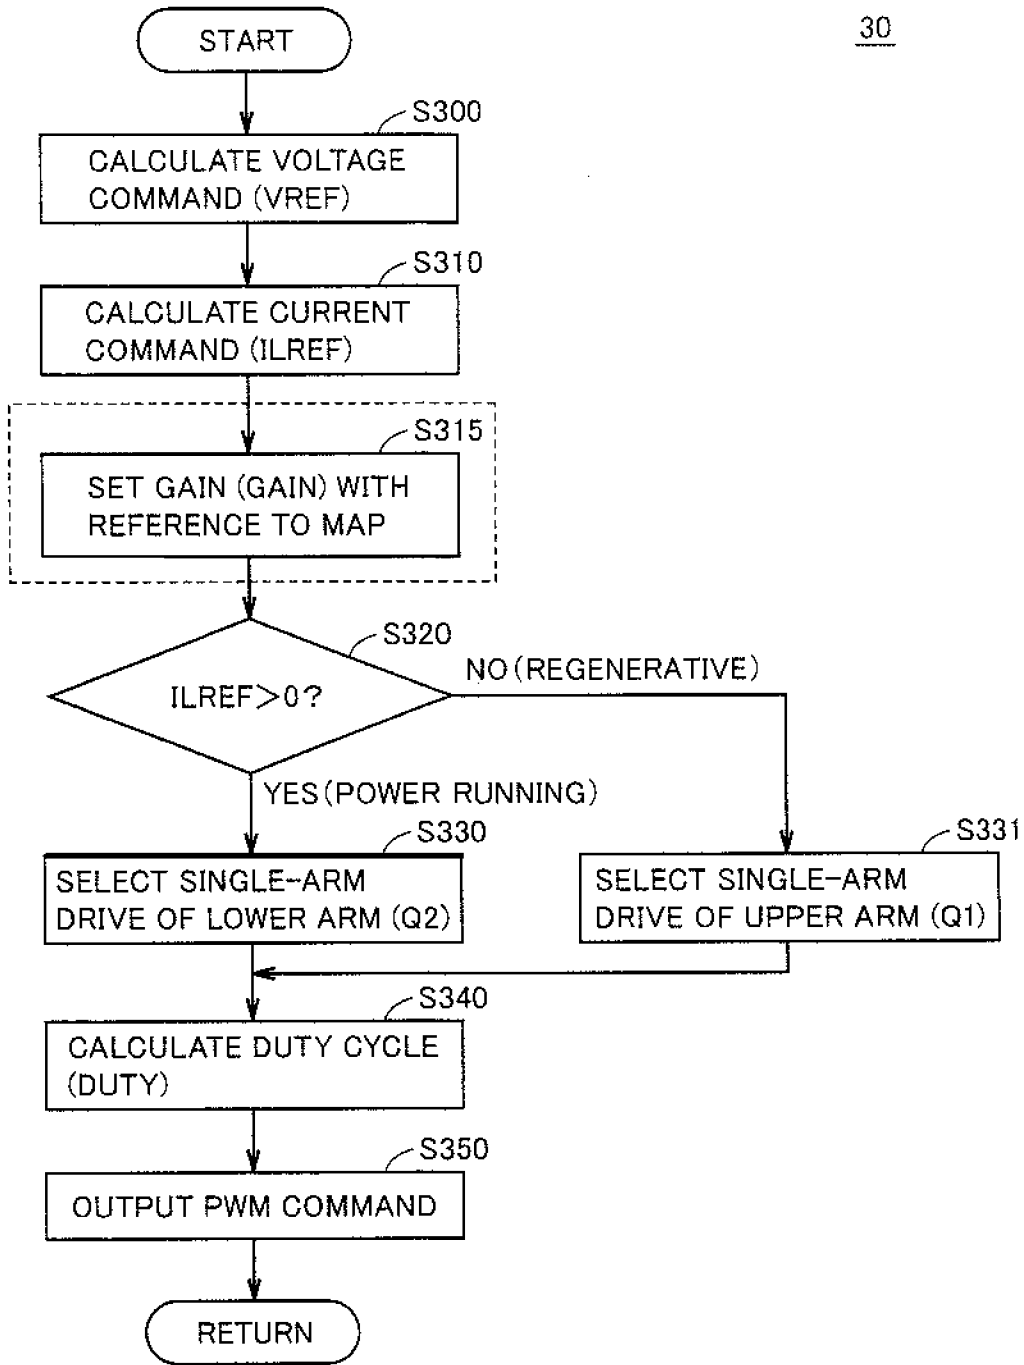 30
START
S300
CALCULATE VOLTAGE
COMMAND (VREF)
S310
CALCULATE CURRENT
COMMAND (ILREF)
S315
SET GAIN (GAIN) WITH
REFERENCE TO MAP
S320
ILREF>0?
NO (REGENERATIVE)
YES (POWER RUNNING)
S330
SELECT SINGLE-ARM
DRIVE OF LOWER ARM (Q2)
S331
SELECT SINGLE-ARM
DRIVE OF UPPER ARM (Q1)
S340
CALCULATE DUTY CYCLE
(DUTY)
S350
OUTPUT PWM COMMAND
RETURN